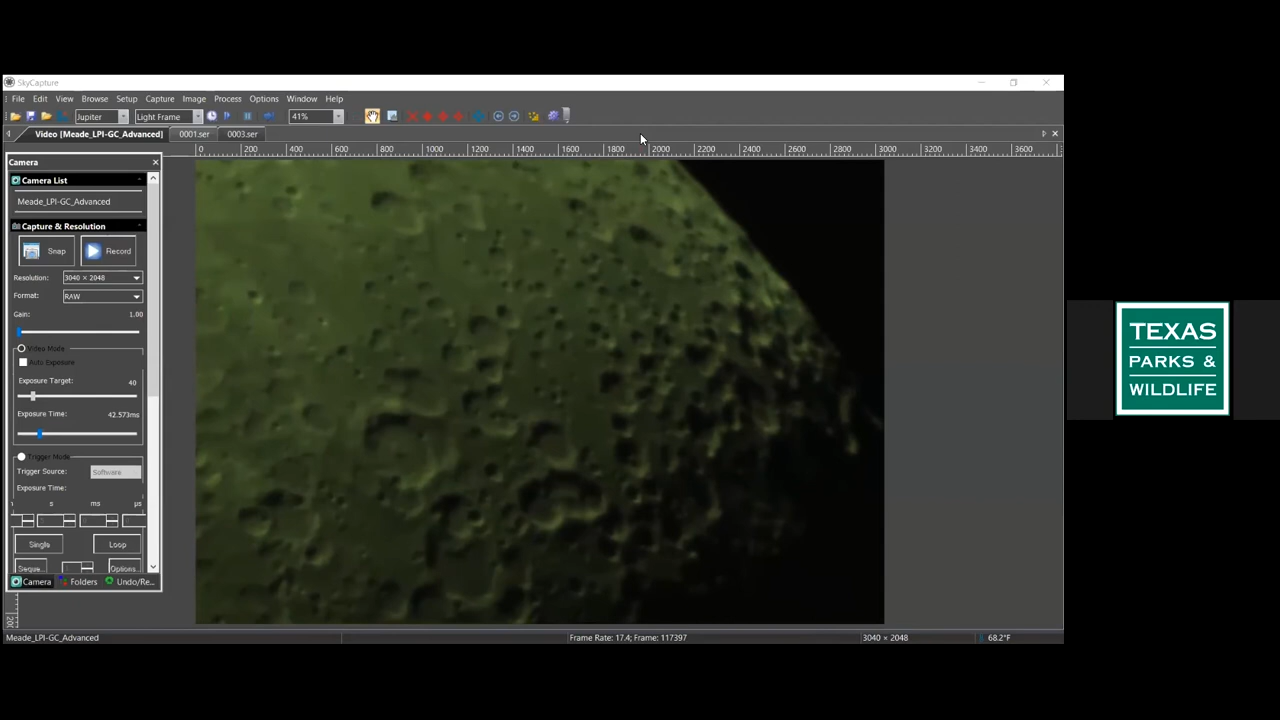 SkyCapture
File Edit View Browse Setup Capture Image Process Options Window Help
Jupiter Light Frame 41%
Video [Meade_LPI-GC_Advanced] 0001.ser 0003.ser
Camera
0 200 400 600 800 1000 1200 1400 1600 1800 2000 2200 2400 2600 2800 3000 3200 3400 3600
Camera List
Meade_LPI-GC_Advanced
Capture & Resolution
Snap Record
Resolution: 3040 × 2048
Format: RAW
Gain: 1.00
Video Mode
Auto Exposure
Exposure Target: 40
Exposure Time: 42.573ms
Trigger Mode
Trigger Source: Software
Exposure Time:
s ms µs
Single Loop
Seque... Options...
Camera Folders Undo/Re...
Meade_LPI-GC_Advanced Frame Rate: 17.4; Frame: 117397 3040 × 2048 68.2°F
TEXAS
PARKS &
WILDLIFE